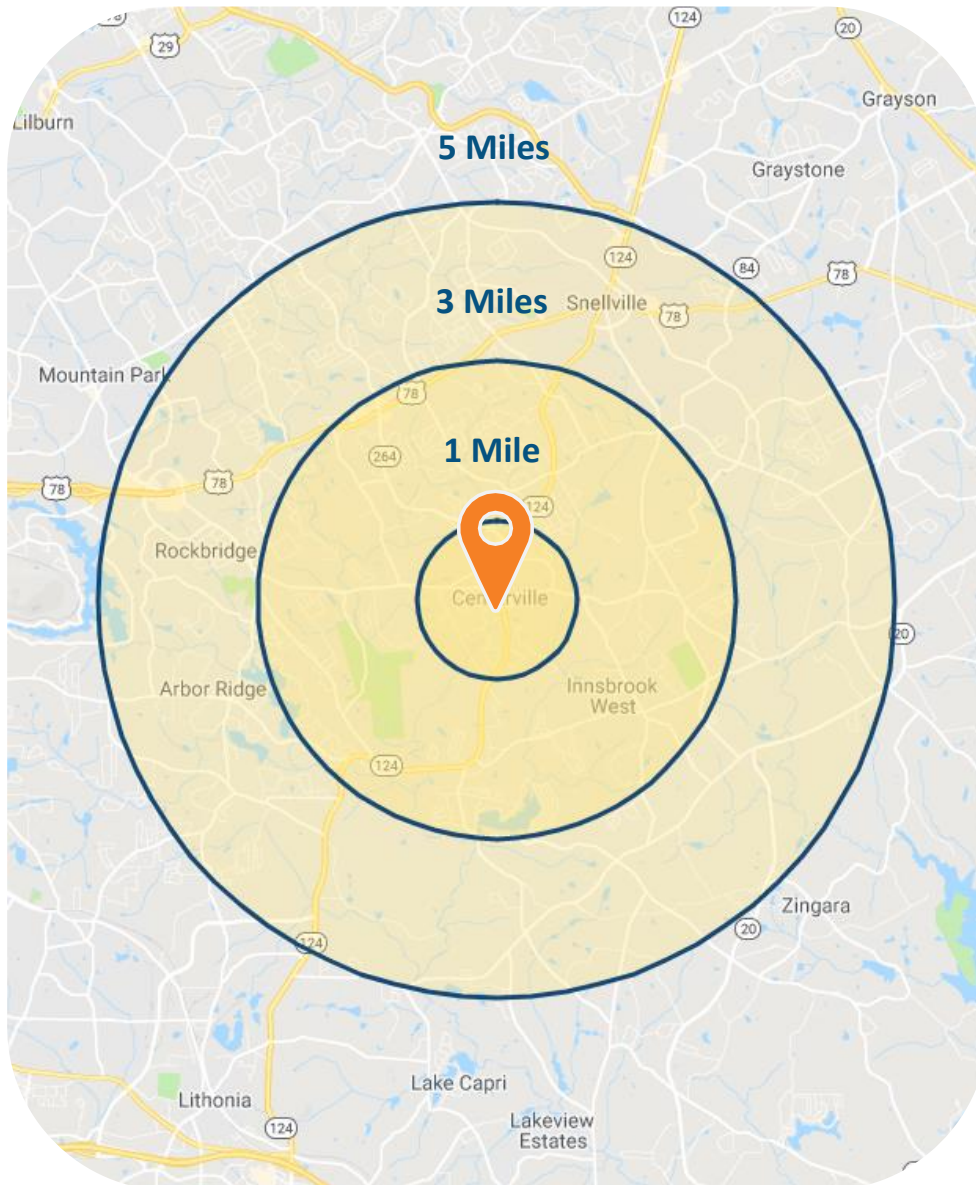 124
20
29
Grayson
Lilburn
5 Miles
Graystone
124
84
78
3 Miles
Snellville
78
Mountain Park
78
1 Mile
264
78
78
124
Rockbridge
Centerville
20
Arbor Ridge
Innsbrook
West
124
Zingara
20
124
Lake Capri
Lithonia
Lakeview
Estates
124